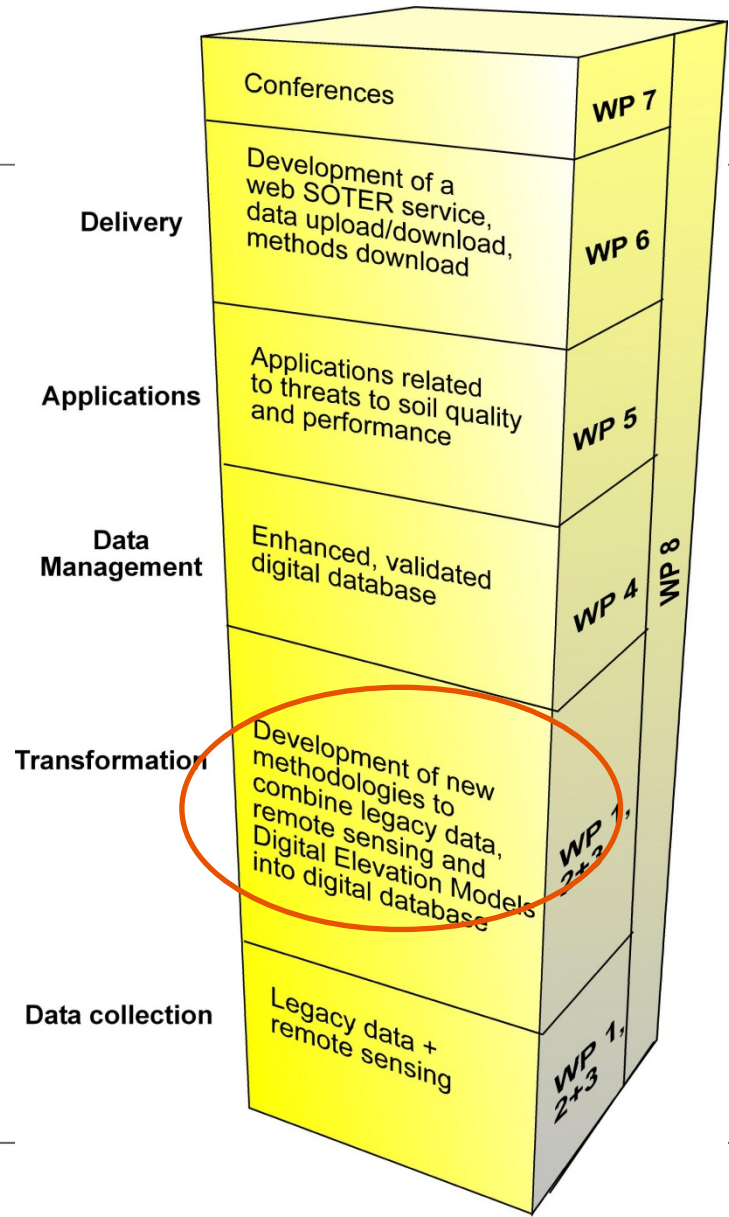 Conferences
WP 7
Delivery
Development of a
web SOTER service,
data upload/download,
methods download
WP 6
Applications
Applications related
to threats to soil quality
and performance
WP 5
Data
Management
Enhanced, validated
digital database
WP 4
WP 8
Transformation
Development of new
methodologies to
combine legacy data,
remote sensing and
Digital Elevation Models
into digital database
WP 1,
2+3
Data collection
Legacy data +
remote sensing
WP 1,
2+3